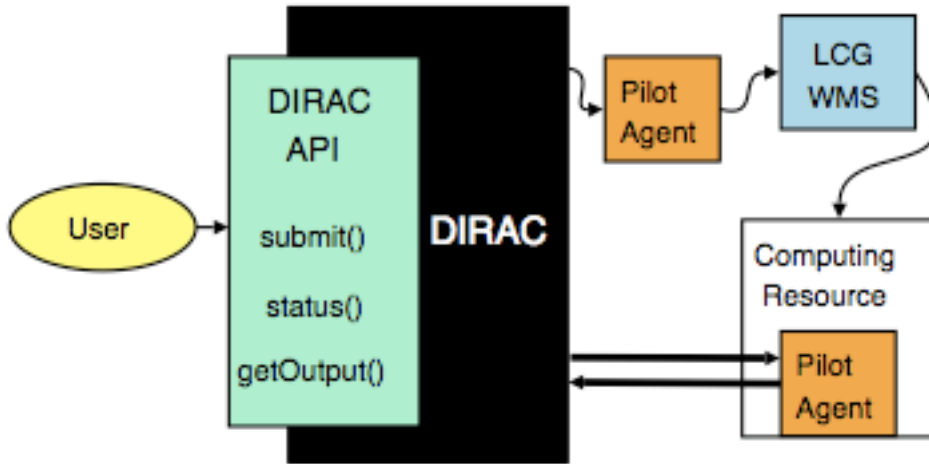 User
DIRAC
API
submit()
status()
getOutput()
DIRAC
Pilot
Agent
LCG
WMS
Computing
Resource
Pilot
Agent